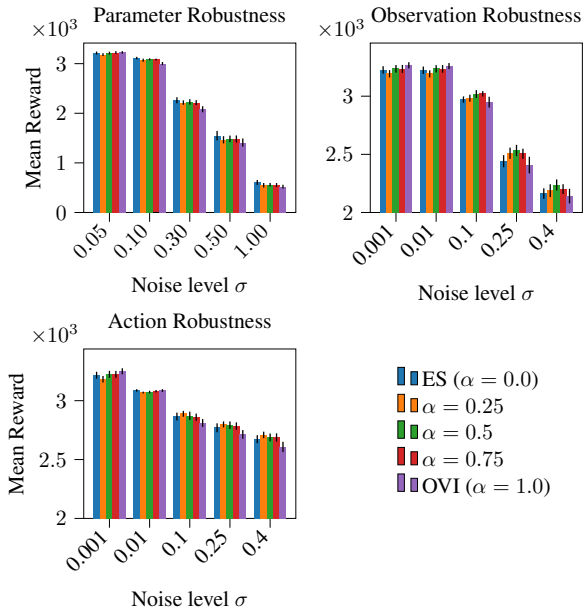 Parameter Robustness
×10³
3
2
1
0
Mean Reward
0.05
0.10
0.30
0.50
1.00
Noise level σ
Observation Robustness
×10³
3
2.5
2
0.001
0.01
0.1
0.25
0.4
Noise level σ
Action Robustness
×10³
3
2.5
2
Mean Reward
0.001
0.01
0.1
0.25
0.4
Noise level σ
ES (α = 0.0)
α = 0.25
α = 0.5
α = 0.75
OVI (α = 1.0)